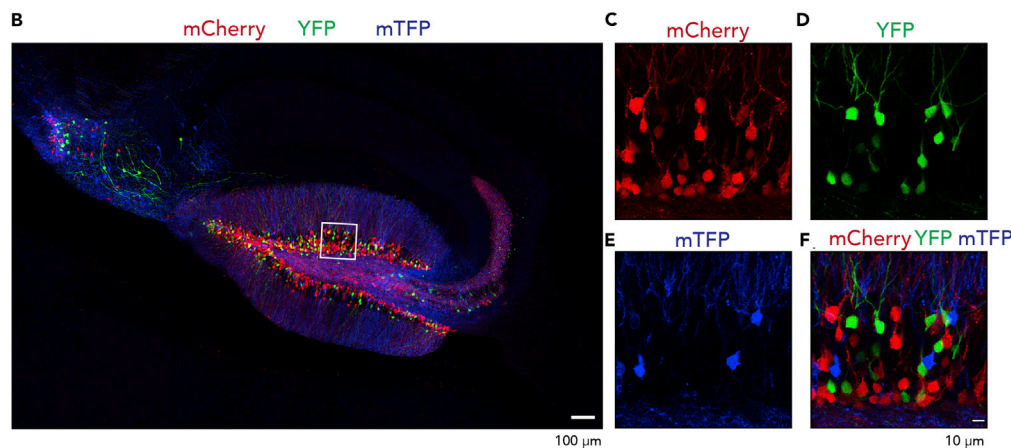 B mCherry YFP mTFP
C mCherry
D YFP
E mTFP
F mCherry YFP mTFP
100 μm
10 μm